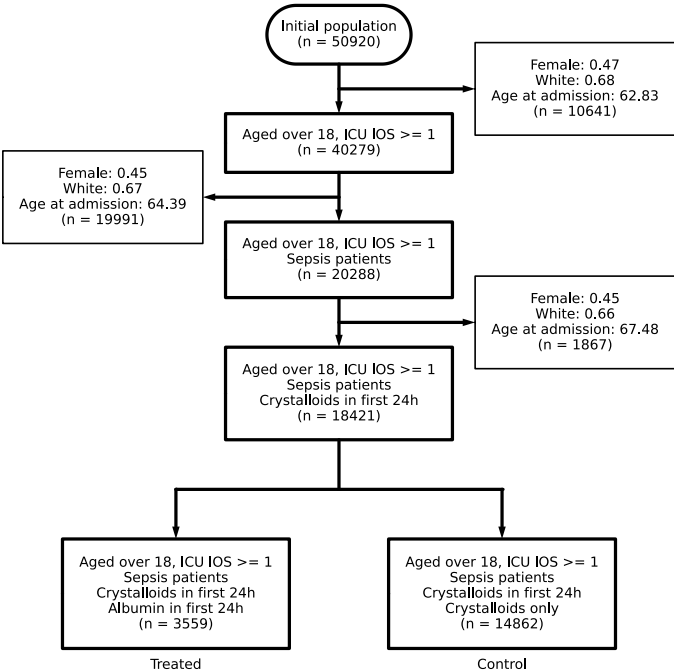 Initial population
(n = 50920)
Female: 0.47
White: 0.68
Age at admission: 62.83
(n = 10641)
Aged over 18, ICU lOS >= 1
(n = 40279)
Female: 0.45
White: 0.67
Age at admission: 64.39
(n = 19991)
Aged over 18, ICU lOS >= 1
Sepsis patients
(n = 20288)
Female: 0.45
White: 0.66
Age at admission: 67.48
(n = 1867)
Aged over 18, ICU lOS >= 1
Sepsis patients
Crystalloids in first 24h
(n = 18421)
Aged over 18, ICU lOS >= 1
Sepsis patients
Crystalloids in first 24h
Albumin in first 24h
(n = 3559)
Treated
Aged over 18, ICU lOS >= 1
Sepsis patients
Crystalloids in first 24h
Crystalloids only
(n = 14862)
Control